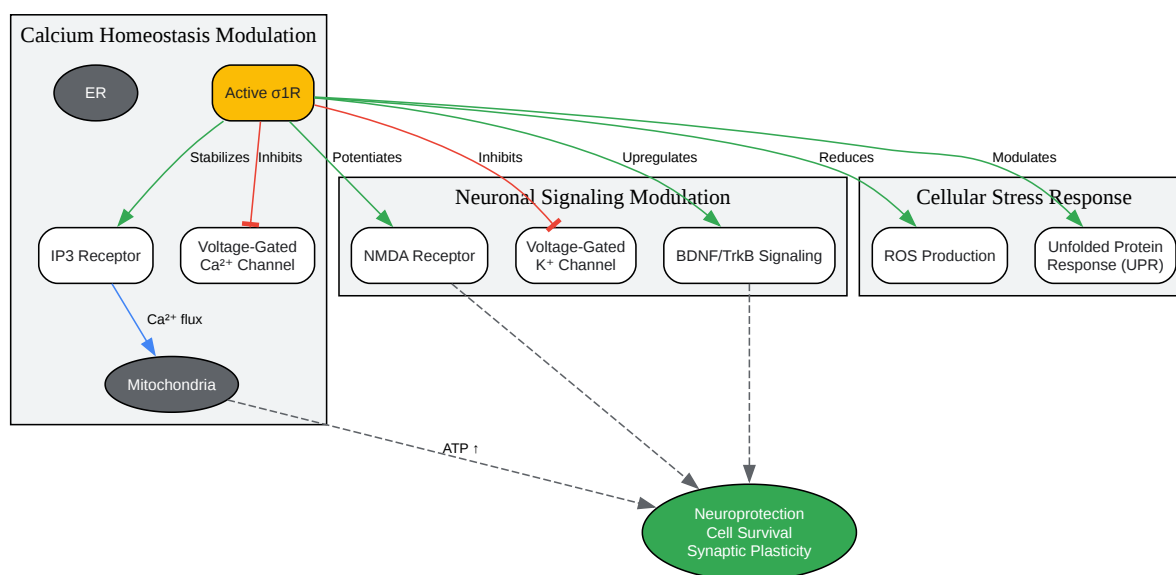 Calcium Homeostasis Modulation
ER
Active σ1R
Stabilizes
Inhibits
Potentiates
Inhibits
Upregulates
Reduces
Modulates
Neuronal Signaling Modulation
Cellular Stress Response
IP3 Receptor
Voltage-Gated
Ca²⁺ Channel
NMDA Receptor
Voltage-Gated
K⁺ Channel
BDNF/TrkB Signaling
ROS Production
Unfolded Protein
Response (UPR)
Ca²⁺ flux
Mitochondria
ATP ↑
Neuroprotection
Cell Survival
Synaptic Plasticity